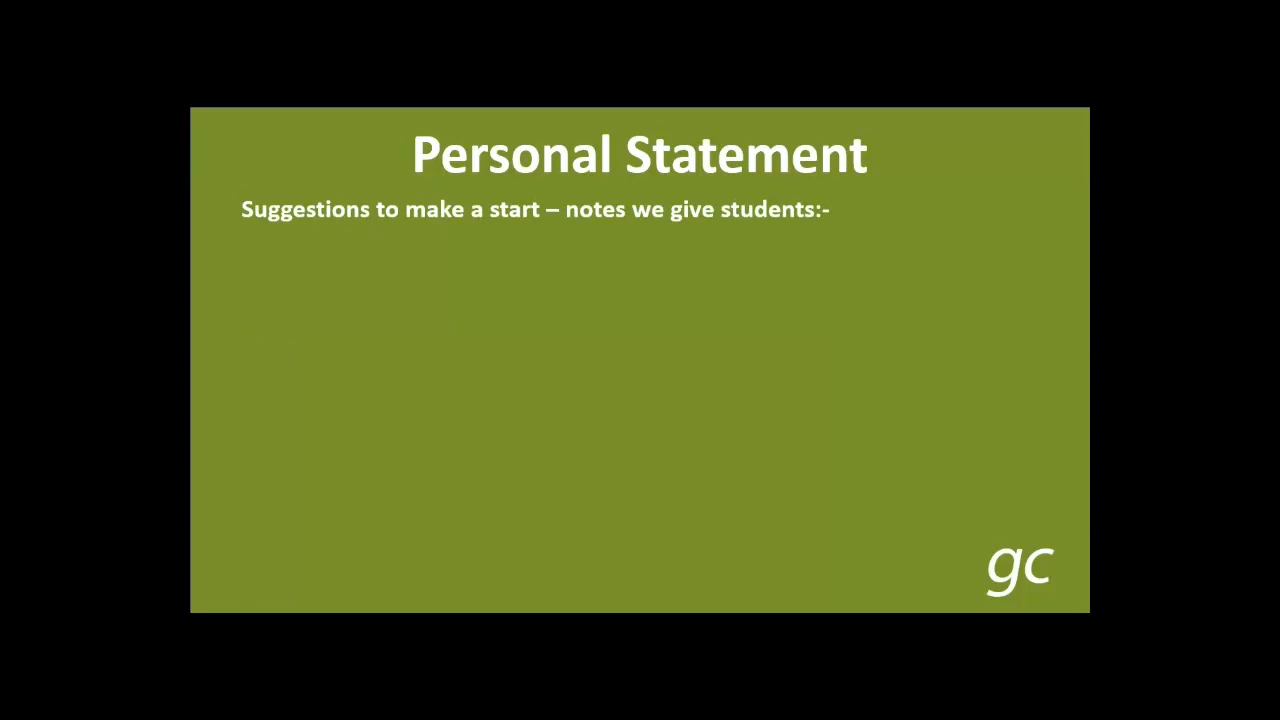 Personal Statement
Suggestions to make a start – notes we give students:-
gc